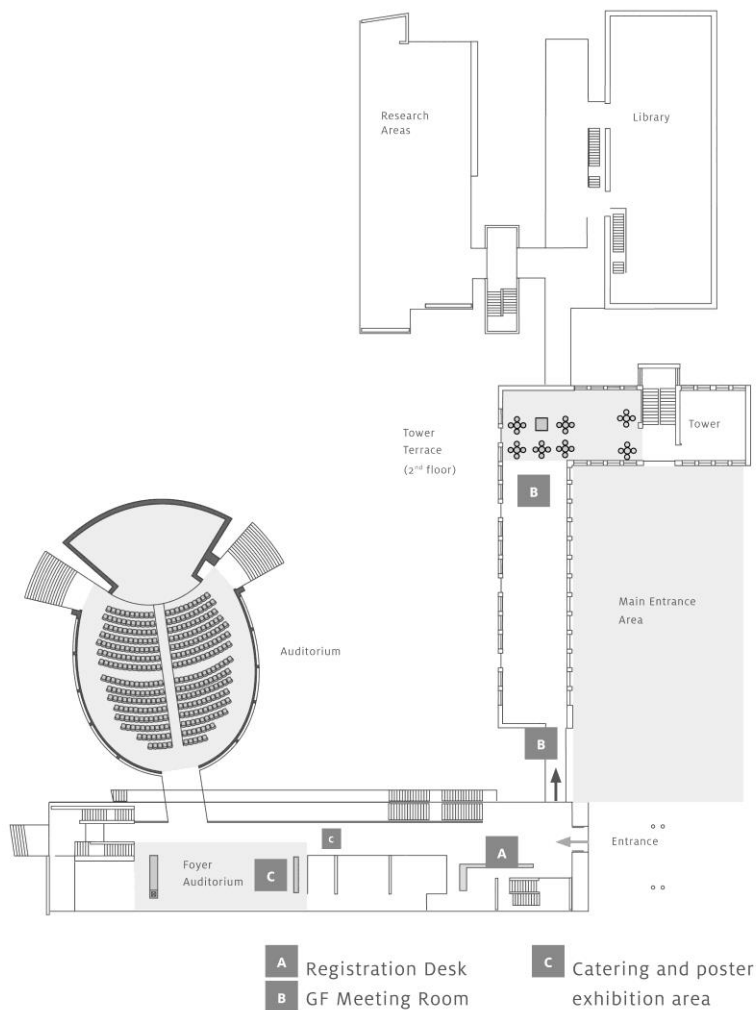 Research
Areas
Library
Tower
Terrace
(2nd floor)
Tower
B
Main Entrance
Area
Auditorium
B
C
A
Entrance
Foyer
Auditorium
C
A Registration Desk
B GF Meeting Room
C Catering and poster
exhibition area